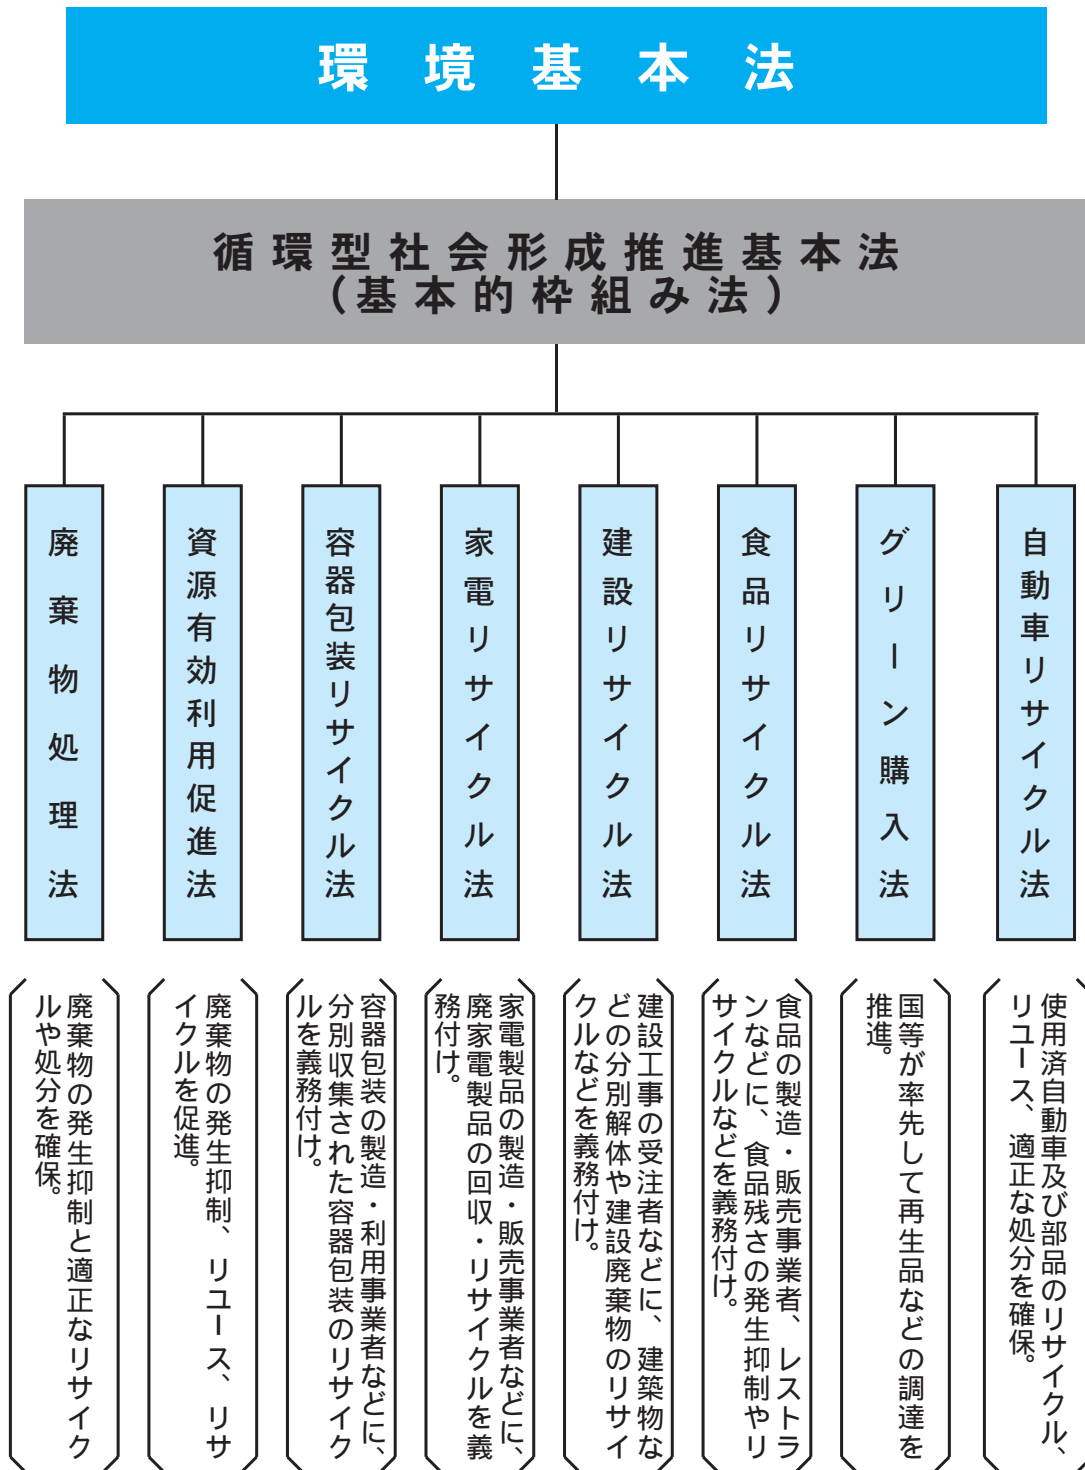 環境基本法
循環型社会形成推進基本法
（基本的枠組み法）
廃棄物処理法
資源有効利用促進法
容器包装リサイクル法
家電リサイクル法
建設リサイクル法
食品リサイクル法
グリーン購入法
自動車リサイクル法
廃棄物の発生抑制と適正なリサイク
ルや処分を確保。
廃棄物の発生抑制、リユース、リサ
イクルを促進。
容器包装の製造・利用事業者などに、
分別収集された容器包装のリサイク
ルを義務付け。
家電製品の製造・販売事業者などに、
廃家電製品の回収・リサイクルを義
務付け。
建設工事の受注者などに、建築物な
どの分別解体や建設廃棄物のリサイ
クルなどを義務付け。
食品の製造・販売事業者、レストラ
ンなどに、食品残さの発生抑制やリ
サイクルなどを義務付け。
国等が率先して再生品などの調達を
推進。
使用済自動車及び部品のリサイクル、
リユース、適正な処分を確保。